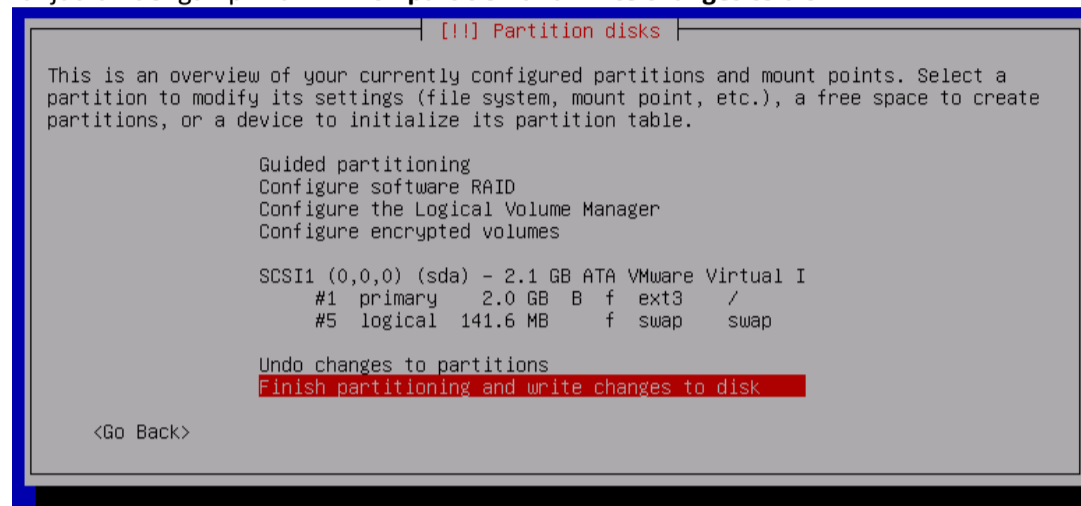 [!!] Partition disks
This is an overview of your currently configured partitions and mount points. Select a
partition to modify its settings (file system, mount point, etc.), a free space to create
partitions, or a device to initialize its partition table.
Guided partitioning
Configure software RAID
Configure the Logical Volume Manager
Configure encrypted volumes
SCSI1 (0,0,0) (sda) - 2.1 GB ATA VMware Virtual I
#1 primary 2.0 GB B f ext3 /
#5 logical 141.6 MB f swap swap
Undo changes to partitions
Finish partitioning and write changes to disk
<Go Back>